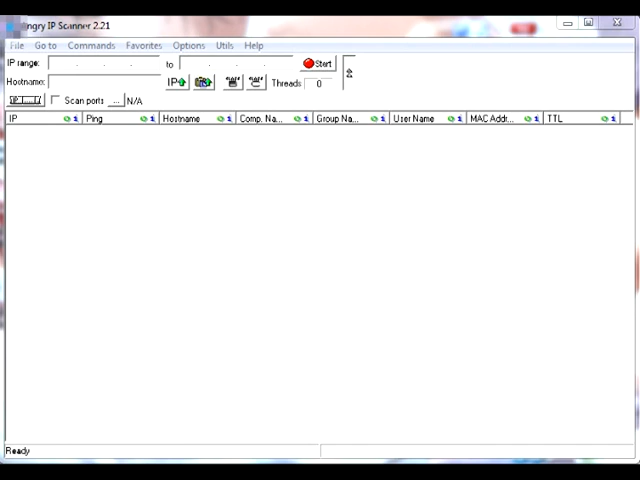 ngry IP Scanner 2.21
File Go to Commands Favorites Options Utils Help
IP range: . . . to . . . Start
Hostname: IP Threads 0
Scan ports ... N/A
IP Ping Hostname Comp. Na... Group Na... User Name MAC Addr... TTL
Ready